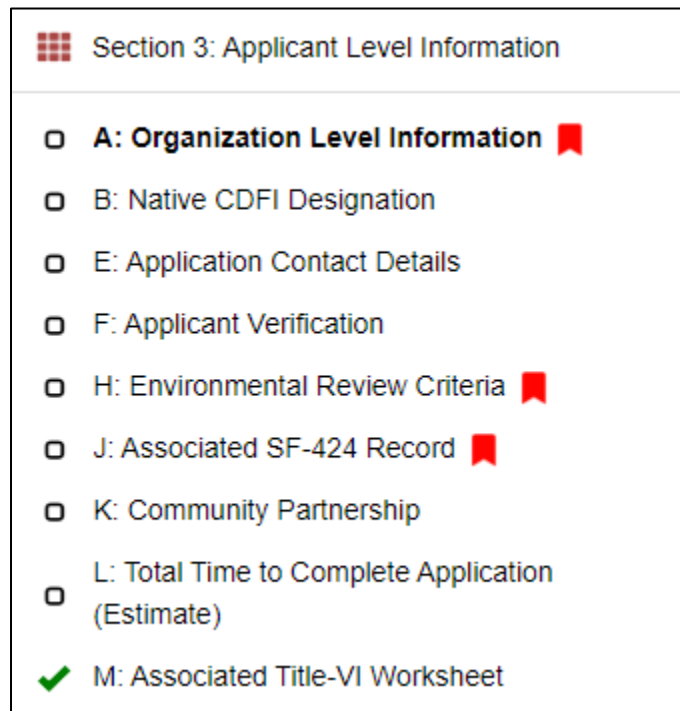 Section 3: Applicant Level Information
A: Organization Level Information
B: Native CDFI Designation
E: Application Contact Details
F: Applicant Verification
H: Environmental Review Criteria
J: Associated SF-424 Record
K: Community Partnership
L: Total Time to Complete Application
(Estimate)
M: Associated Title-VI Worksheet